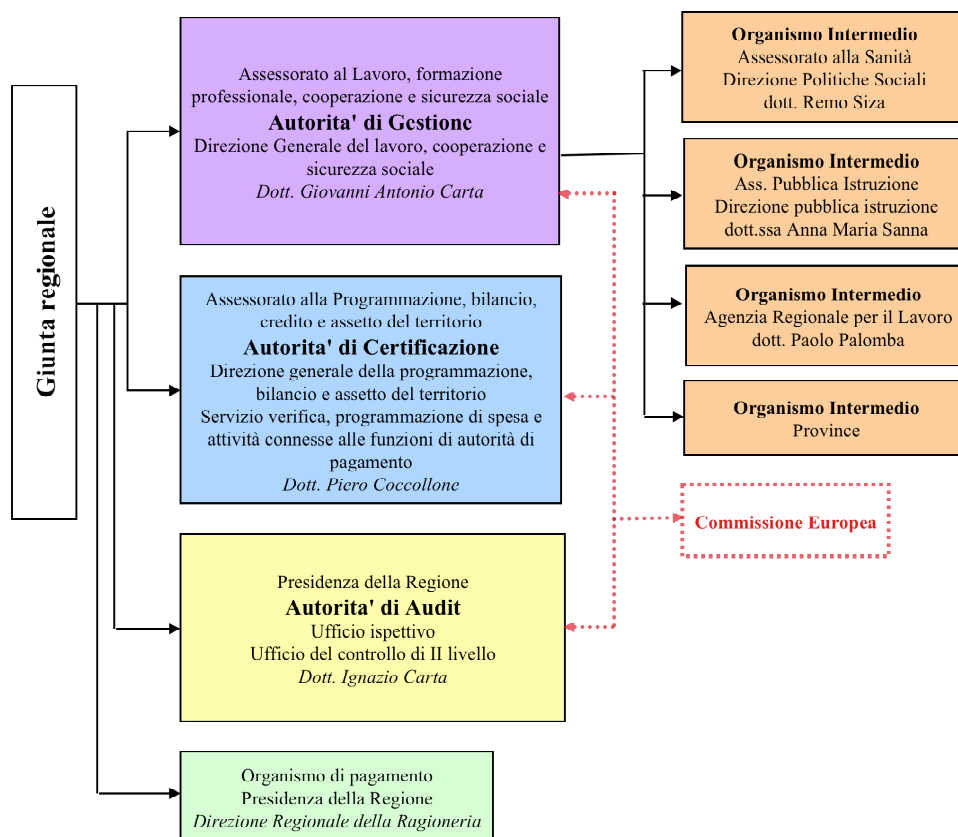 Giunta regionale
Assessorato al Lavoro, formazione
professionale, cooperazione e sicurezza sociale
Autorita' di Gestione
Direzione Generale del lavoro, cooperazione e
sicurezza sociale
Dott. Giovanni Antonio Carta
Assessorato alla Programmazione, bilancio,
credito e assetto del territorio
Autorita' di Certificazione
Direzione generale della programmazione,
bilancio e assetto del territorio
Servizio verifica, programmazione di spesa e
attività connesse alle funzioni di autorità di
pagamento
Dott. Piero Coccollone
Presidenza della Regione
Autorita' di Audit
Ufficio ispettivo
Ufficio del controllo di II livello
Dott. Ignazio Carta
Organismo di pagamento
Presidenza della Regione
Direzione Regionale della Ragioneria
Organismo Intermedio
Assessorato alla Sanità
Direzione Politiche Sociali
dott. Remo Siza
Organismo Intermedio
Ass. Pubblica Istruzione
Direzione pubblica istruzione
dott.ssa Anna Maria Sanna
Organismo Intermedio
Agenzia Regionale per il Lavoro
dott. Paolo Palomba
Organismo Intermedio
Province
Commissione Europea